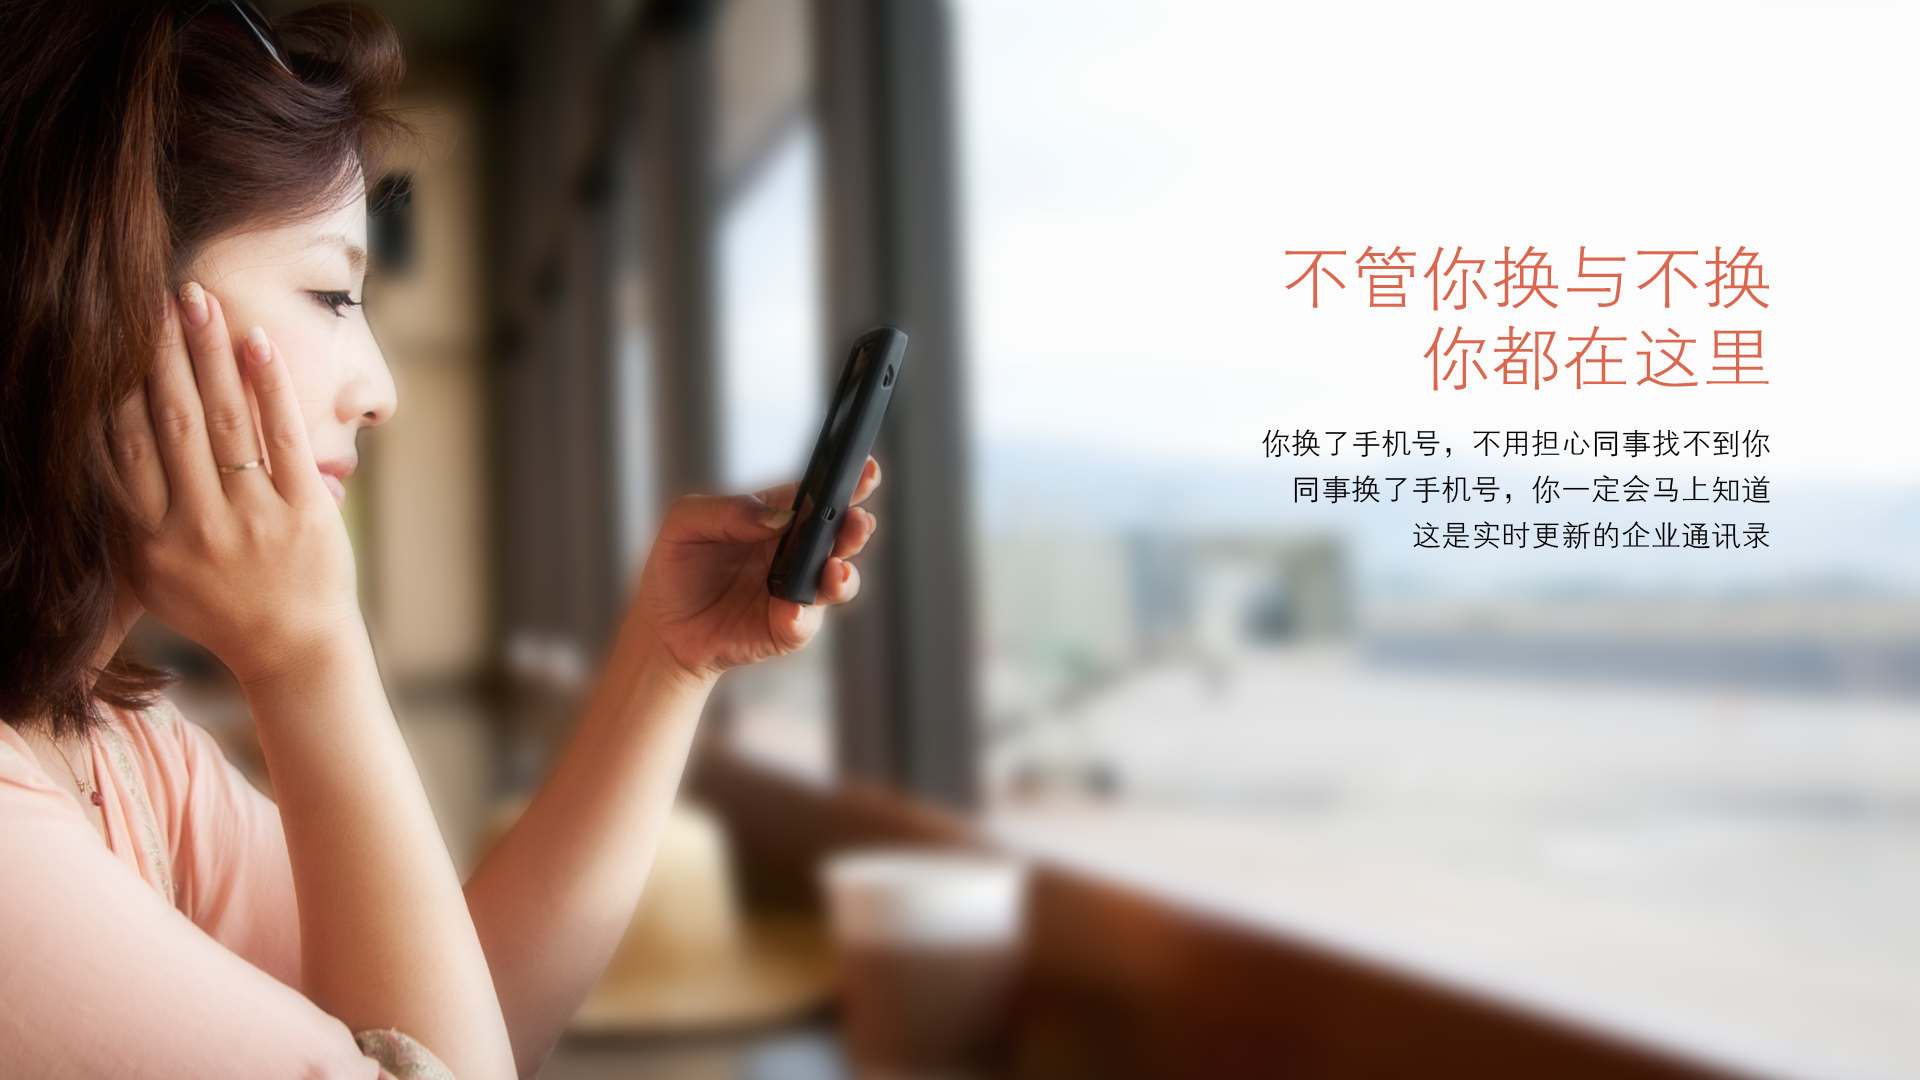 不管你换与不换
你都在这里
你换了手机号，不用担心同事找不到你
同事换了手机号，你一定会马上知道
这是实时更新的企业通讯录